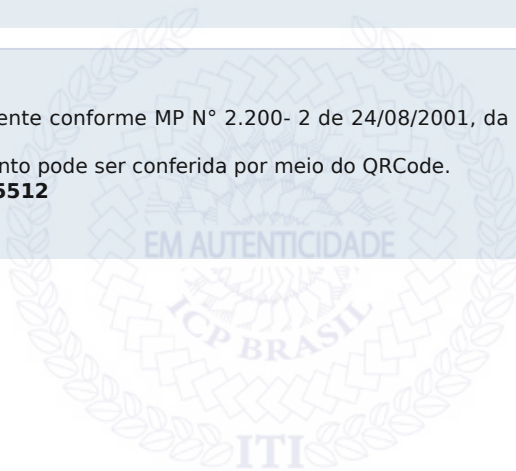 ente conforme MP N° 2.200- 2 de 24/08/2001, da
nto pode ser conferida por meio do QRCode.
5512
EM AUTENTICIDADE
ICP BRASIL
ITI